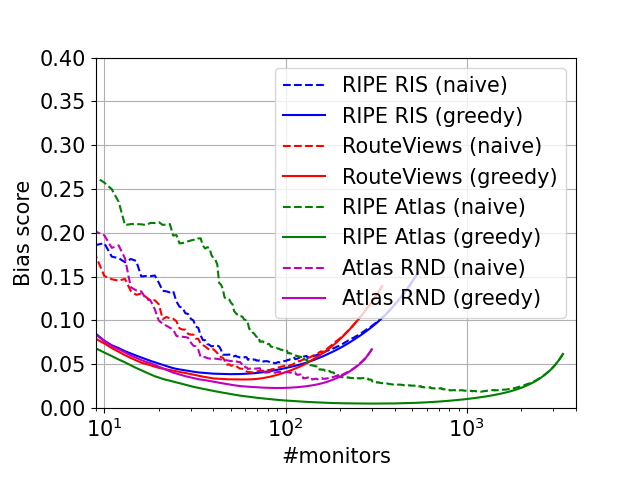 0.40
0.35
0.30
0.25
0.20
0.15
0.10
0.05
0.00
Bias score
RIPE RIS (naive)
RIPE RIS (greedy)
RouteViews (naive)
RouteViews (greedy)
RIPE Atlas (naive)
RIPE Atlas (greedy)
Atlas RND (naive)
Atlas RND (greedy)
10¹ 10² 10³
#monitors